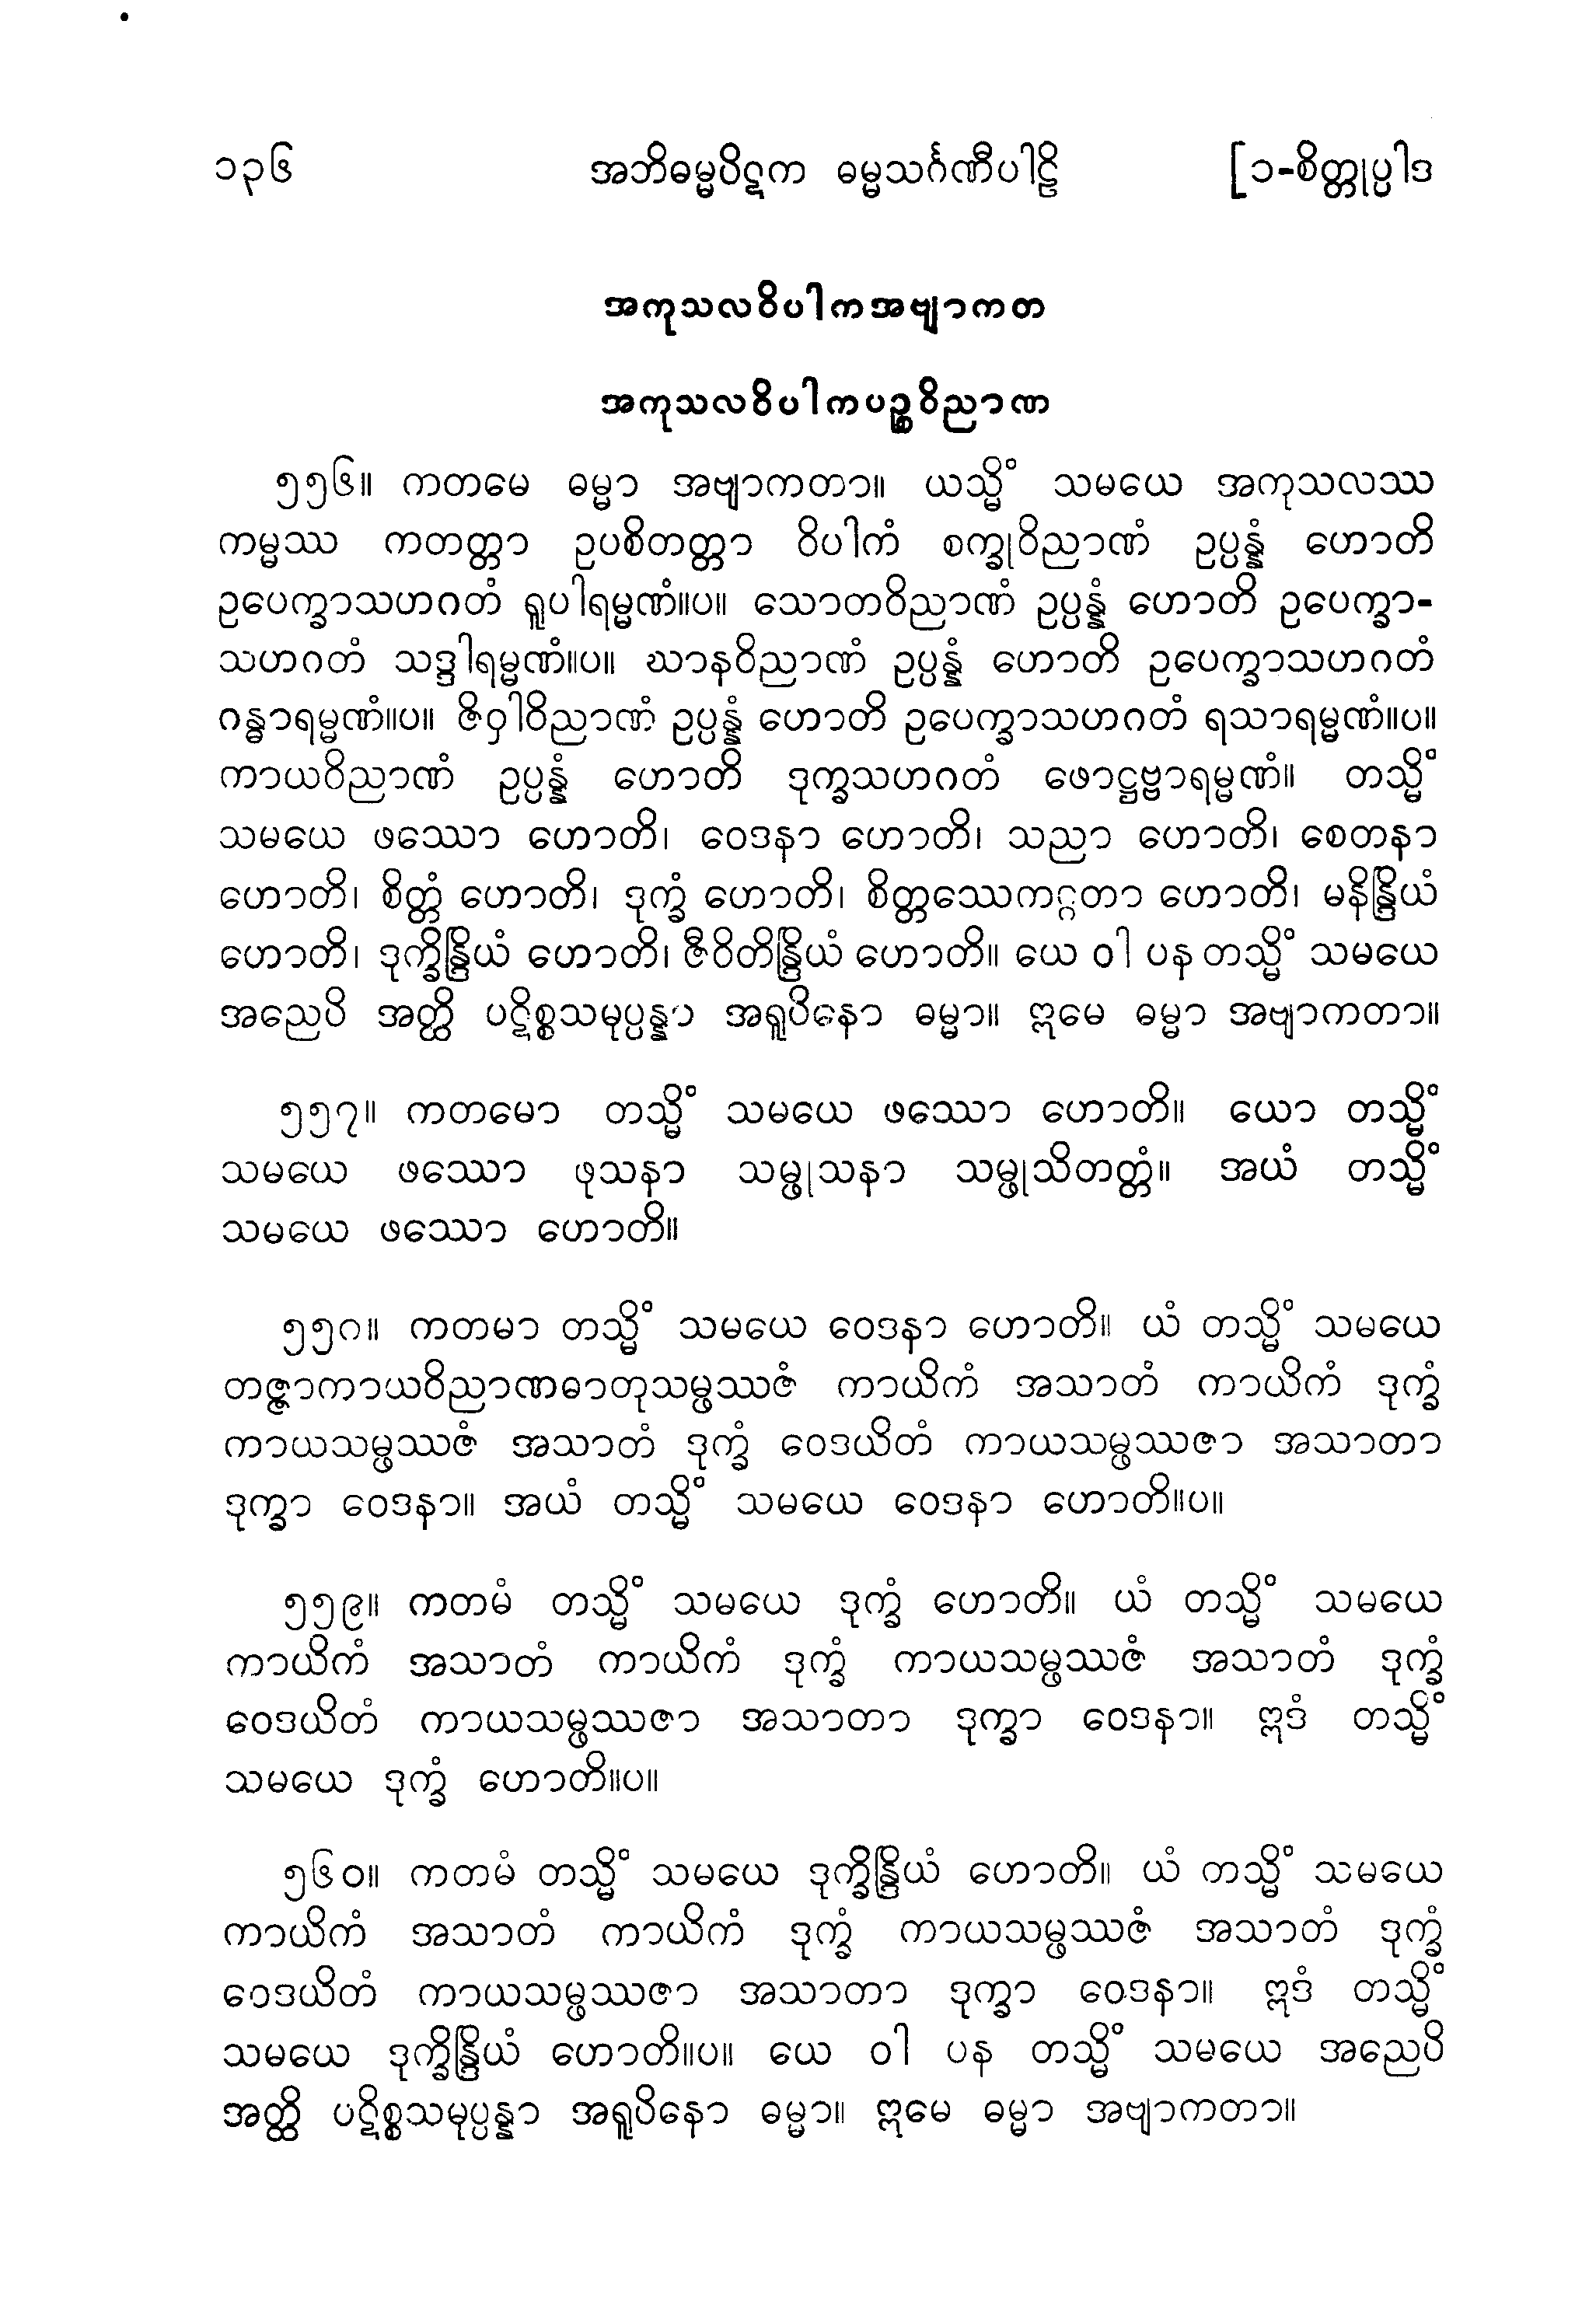 ၁၃၆ အဘိဓမ္မပိဋက ဓမ္မသင်္ဂဏီပါဠိ [၁-စိတ္တုပ္ပါဒ
အကုသလဝိပါကအဗျာကတ
အကုသလဝိပါကပဉ္စဝိညာဏ
၅၅၆။ ကတမေ ဓမ္မာ အဗျာကတာ။ ယသ္မိံ သမယေ အကုသလဿ
ကမ္မဿ ကတတ္တာ ဥပစိတတ္တာ ဝိပါကံ စက္ခုဝိညာဏံ ဥပ္ပန္နံ ဟောတိ
ဥပေက္ခာသဟဂတံ ရူပါရမ္မဏံ။ပ။ သောတဝိညာဏံ ဥပ္ပန္နံ ဟောတိ ဥပေက္ခာ-
သဟဂတံ သဒ္ဒါရမ္မဏံ။ပ။ ဃာနဝိညာဏံ ဥပ္ပန္နံ ဟောတိ ဥပေက္ခာသဟဂတံ
ဂန္ဓာရမ္မဏံ။ပ။ ဇိဝှါဝိညာဏံ ဥပ္ပန္နံ ဟောတိ ဥပေက္ခာသဟဂတံ ရသာရမ္မဏံ။ပ။
ကာယဝိညာဏံ ဥပ္ပန္နံ ဟောတိ ဒုက္ခသဟဂတံ ဖောဋ္ဌဗ္ဗာရမ္မဏံ။ တသ္မိံ
သမယေ ဖဿော ဟောတိ၊ ဝေဒနာ ဟောတိ၊ သညာ ဟောတိ၊ စေတနာ
ဟောတိ၊ စိတ္တံ ဟောတိ၊ ဒုက္ခံ ဟောတိ၊ စိတ္တဿေကဂ္ဂတာ ဟောတိ၊ မနိန္ဒြိယံ
ဟောတိ၊ ဒုက္ခိန္ဒြိယံ ဟောတိ၊ ဇီဝိတိန္ဒြိယံ ဟောတိ။ ယေ ဝါ ပန တသ္မိံ သမယေ
အညေပိ အတ္ထိ ပဋိစ္စသမုပ္ပန္နာ အရူပိနော ဓမ္မာ။ ဣမေ ဓမ္မာ အဗျာကတာ။
၅၅၇။ ကတမော တသ္မိံ သမယေ ဖဿော ဟောတိ။ ယော တသ္မိံ
သမယေ ဖဿော ဖုသနာ သမ္ဖုသနာ သမ္ဖုသိတတ္တံ။ အယံ တသ္မိံ
သမယေ ဖဿော ဟောတိ။
၅၅၈။ ကတမာ တသ္မိံ သမယေ ဝေဒနာ ဟောတိ။ ယံ တသ္မိံ သမယေ
တဇ္ဇာကာယဝိညာဏဓာတုသမ္ဖဿဇံ ကာယိကံ အသာတံ ကာယိကံ ဒုက္ခံ
ကာယသမ္ဖဿဇံ အသာတံ ဒုက္ခံ ဝေဒယိတံ ကာယသမ္ဖဿဇာ အသာတာ
ဒုက္ခာ ဝေဒနာ။ အယံ တသ္မိံ သမယေ ဝေဒနာ ဟောတိ။ပ။
၅၅၉။ ကတမံ တသ္မိံ သမယေ ဒုက္ခံ ဟောတိ။ ယံ တသ္မိံ သမယေ
ကာယိကံ အသာတံ ကာယိကံ ဒုက္ခံ ကာယသမ္ဖဿဇံ အသာတံ ဒုက္ခံ
ဝေဒယိတံ ကာယသမ္ဖဿဇာ အသာတာ ဒုက္ခာ ဝေဒနာ။ ဣဒံ တသ္မိံ
သမယေ ဒုက္ခံ ဟောတိ။ပ။
၅၆၀။ ကတမံ တသ္မိံ သမယေ ဒုက္ခိန္ဒြိယံ ဟောတိ။ ယံ တသ္မိံ သမယေ
ကာယိကံ အသာတံ ကာယိကံ ဒုက္ခံ ကာယသမ္ဖဿဇံ အသာတံ ဒုက္ခံ
ဝေဒယိတံ ကာယသမ္ဖဿဇာ အသာတာ ဒုက္ခာ ဝေဒနာ။ ဣဒံ တသ္မိံ
သမယေ ဒုက္ခိန္ဒြိယံ ဟောတိ။ပ။ ယေ ဝါ ပန တသ္မိံ သမယေ အညေပိ
အတ္ထိ ပဋိစ္စသမုပ္ပန္နာ အရူပိနော ဓမ္မာ။ ဣမေ ဓမ္မာ အဗျာကတာ။